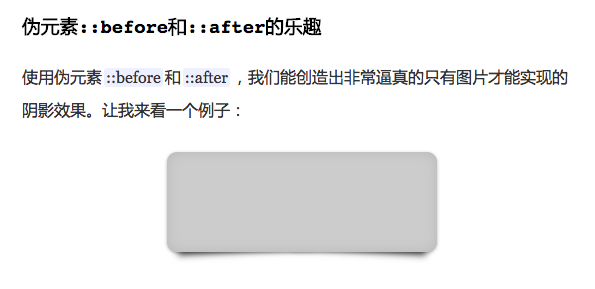 伪元素::before和::after的乐趣
使用伪元素 ::before 和 ::after ，我们能创造出非常逼真的只有图片才能实现的
阴影效果。让我来看一个例子：